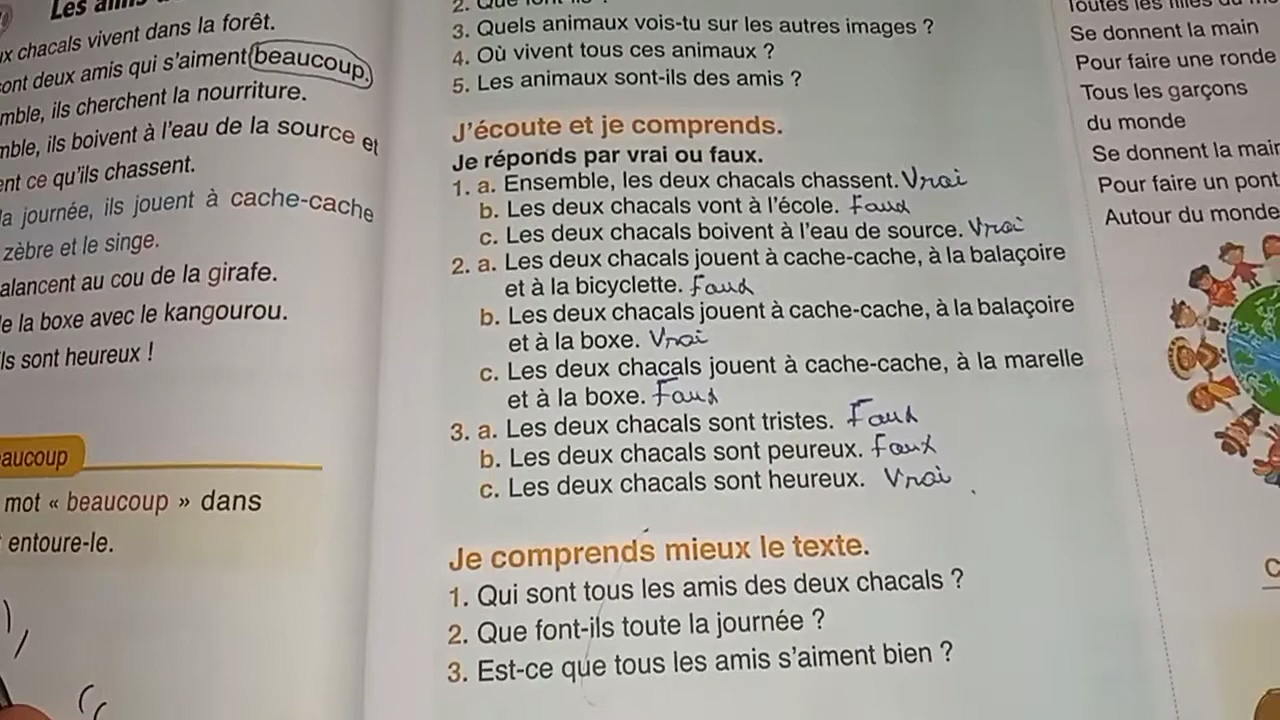 Les
chacals vivent dans la forêt.
deux amis qui s'aiment beaucoup.
ils cherchent la nourriture.
ils boivent à l'eau de la source et
ce qu'ils chassent.
journée, ils jouent à cache-cache
zèbre et le singe.
au cou de la girafe.
la boxe avec le kangourou.
sont heureux !
mot « beaucoup » dans
entoure-le.
2. Que
3. Quels animaux vois-tu sur les autres images ?
4. Où vivent tous ces animaux ?
5. Les animaux sont-ils des amis ?
J'écoute et je comprends.
Je réponds par vrai ou faux.
1. a. Ensemble, les deux chacals chassent. Vrai
b. Les deux chacals vont à l'école. Faux
c. Les deux chacals boivent à l'eau de source. Vrai
2. a. Les deux chacals jouent à cache-cache, à la balaçoire
et à la bicyclette. Faux
b. Les deux chacals jouent à cache-cache, à la balaçoire
et à la boxe. Vrai
c. Les deux chacals jouent à cache-cache, à la marelle
et à la boxe. Faux
3. a. Les deux chacals sont tristes. Faux
b. Les deux chacals sont peureux. Faux
c. Les deux chacals sont heureux. Vrai
Je comprends mieux le texte.
1. Qui sont tous les amis des deux chacals ?
2. Que font-ils toute la journée ?
3. Est-ce que tous les amis s'aiment bien ?
Toutes les filles du
Se donnent la main
Pour faire une ronde
Tous les garçons
du monde
Se donnent la main
Pour faire un pont
Autour du monde